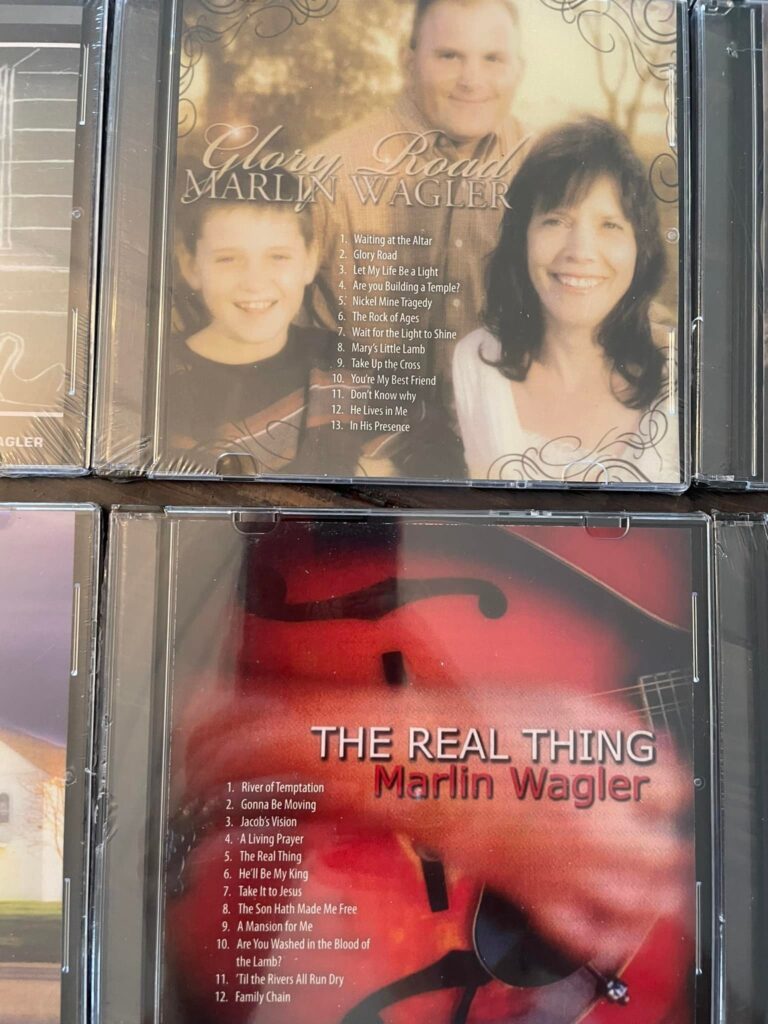 Glory Road
MARLIN WAGLER
1. Waiting at the Altar
2. Glory Road
3. Let My Life Be a Light
4. Are you Building a Temple?
5. Nickel Mine Tragedy
6. The Rock of Ages
7. Wait for the Light to Shine
8. Mary's Little Lamb
9. Take Up the Cross
10. You're My Best Friend
11. Don't Know why
12. He Lives in Me
13. In His Presence
AGLER
THE REAL THING
Marlin Wagler
1. River of Temptation
2. Gonna Be Moving
3. Jacob's Vision
4. A Living Prayer
5. The Real Thing
6. He'll Be My King
7. Take It to Jesus
8. The Son Hath Made Me Free
9. A Mansion for Me
10. Are You Washed in the Blood of
the Lamb?
11. 'Til the Rivers All Run Dry
12. Family Chain